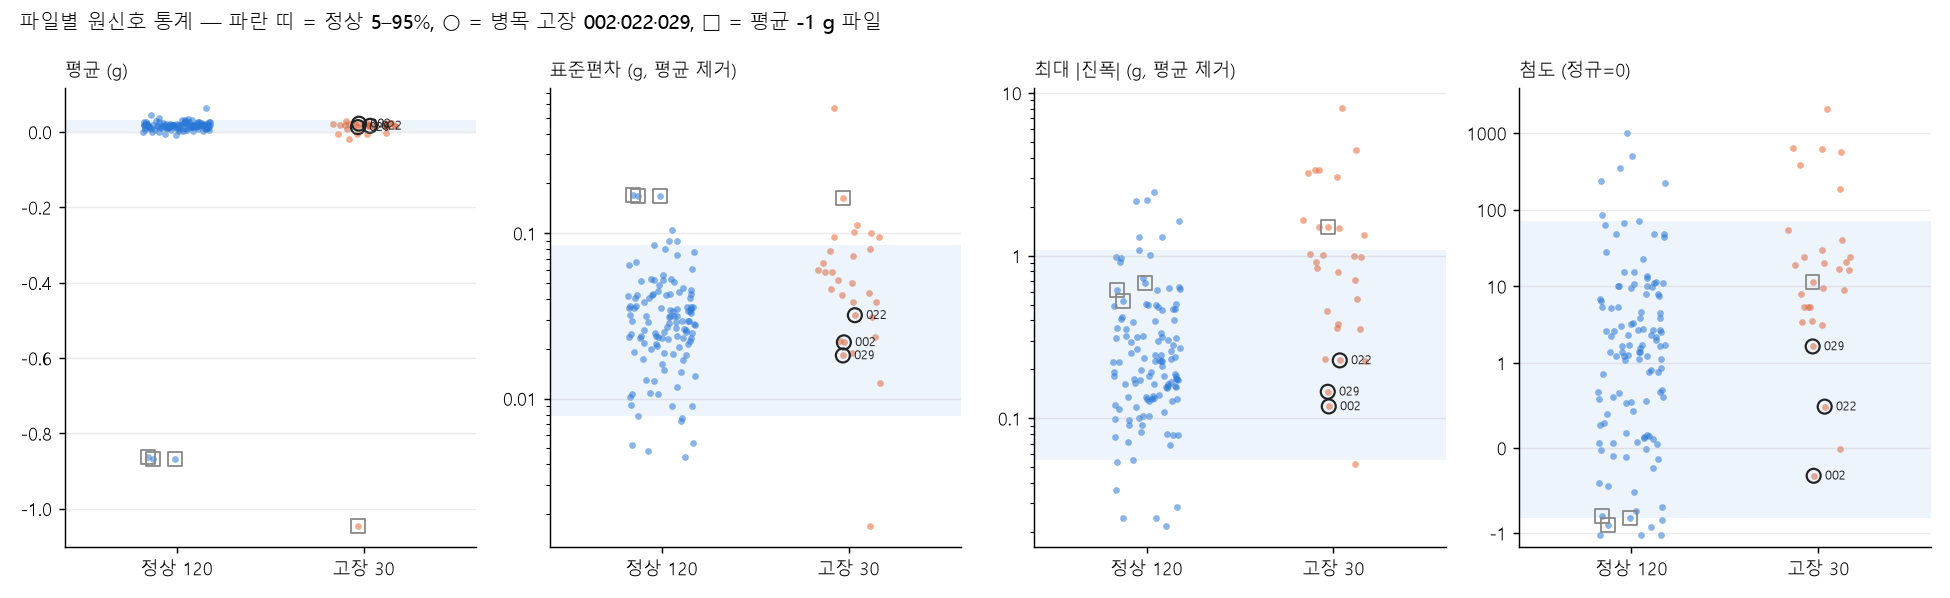 파일별 원신호 통계 — 파란 띠 = 정상 5–95%, ○ = 병목 고장 002·022·029, □ = 평균 -1 g 파일
평균 (g)
0.0
-0.2
-0.4
-0.6
-0.8
-1.0
정상 120
고장 30
표준편차 (g, 평균 제거)
0.1
0.01
022
002
029
정상 120
고장 30
최대 |진폭| (g, 평균 제거)
10
1
0.1
022
029
002
정상 120
고장 30
첨도 (정규=0)
1000
100
10
1
0
-1
029
022
002
정상 120
고장 30